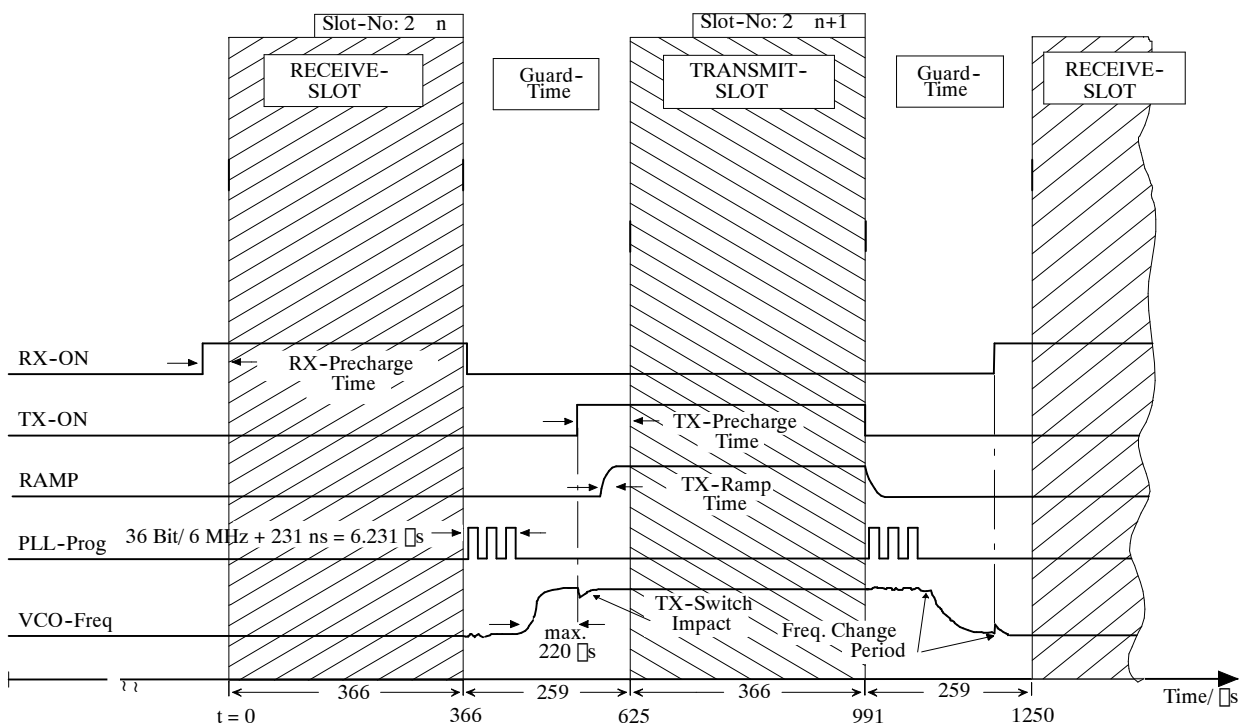 Slot-No: 2 n
Slot-No: 2 n+1
RECEIVE-
SLOT
Guard-
Time
TRANSMIT-
SLOT
Guard-
Time
RECEIVE-
SLOT
RX-ON
RX-Precharge
Time
TX-ON
TX-Precharge
Time
RAMP
TX-Ramp
Time
PLL-Prog
36 Bit/ 6 MHz + 231 ns = 6.231 □s
VCO-Freq
max.
220 □s
TX-Switch
Impact
Freq. Change
Period
366
259
366
259
Time/ □s
t = 0
366
625
991
1250